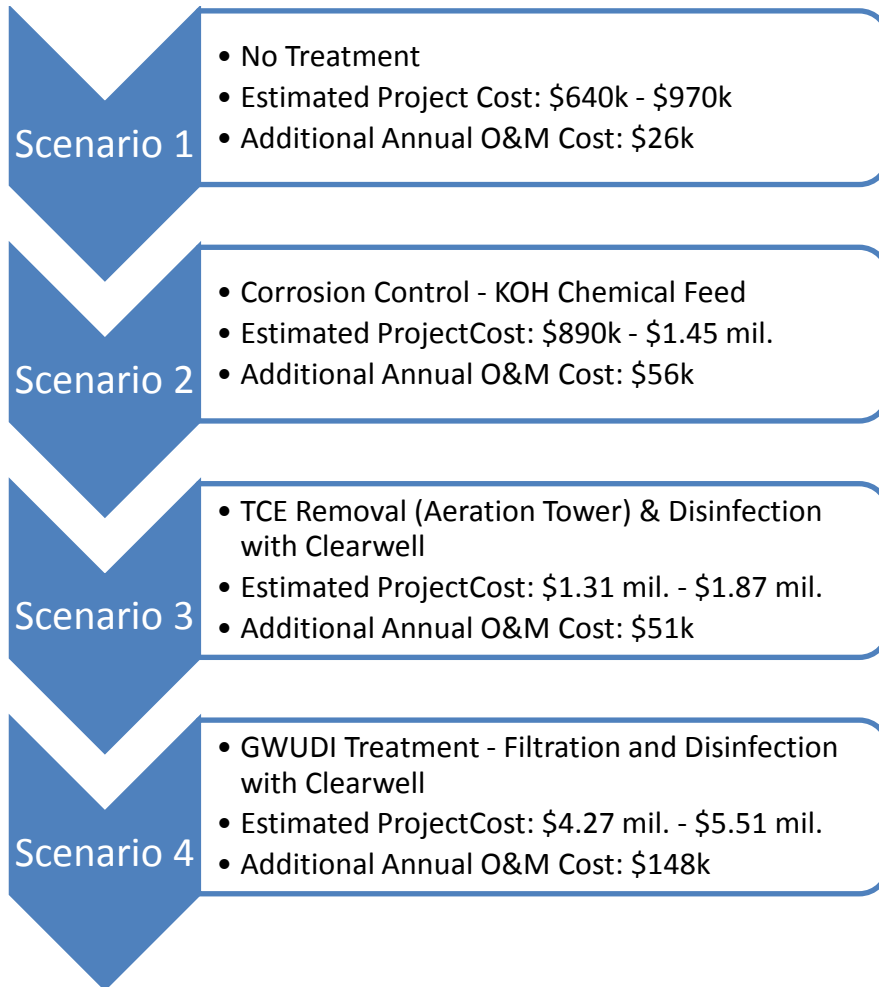 Scenario 1
• No Treatment
• Estimated Project Cost: $640k - $970k
• Additional Annual O&M Cost: $26k
Scenario 2
• Corrosion Control - KOH Chemical Feed
• Estimated ProjectCost: $890k - $1.45 mil.
• Additional Annual O&M Cost: $56k
Scenario 3
• TCE Removal (Aeration Tower) & Disinfection
with Clearwell
• Estimated ProjectCost: $1.31 mil. - $1.87 mil.
• Additional Annual O&M Cost: $51k
Scenario 4
• GWUDI Treatment - Filtration and Disinfection
with Clearwell
• Estimated ProjectCost: $4.27 mil. - $5.51 mil.
• Additional Annual O&M Cost: $148k